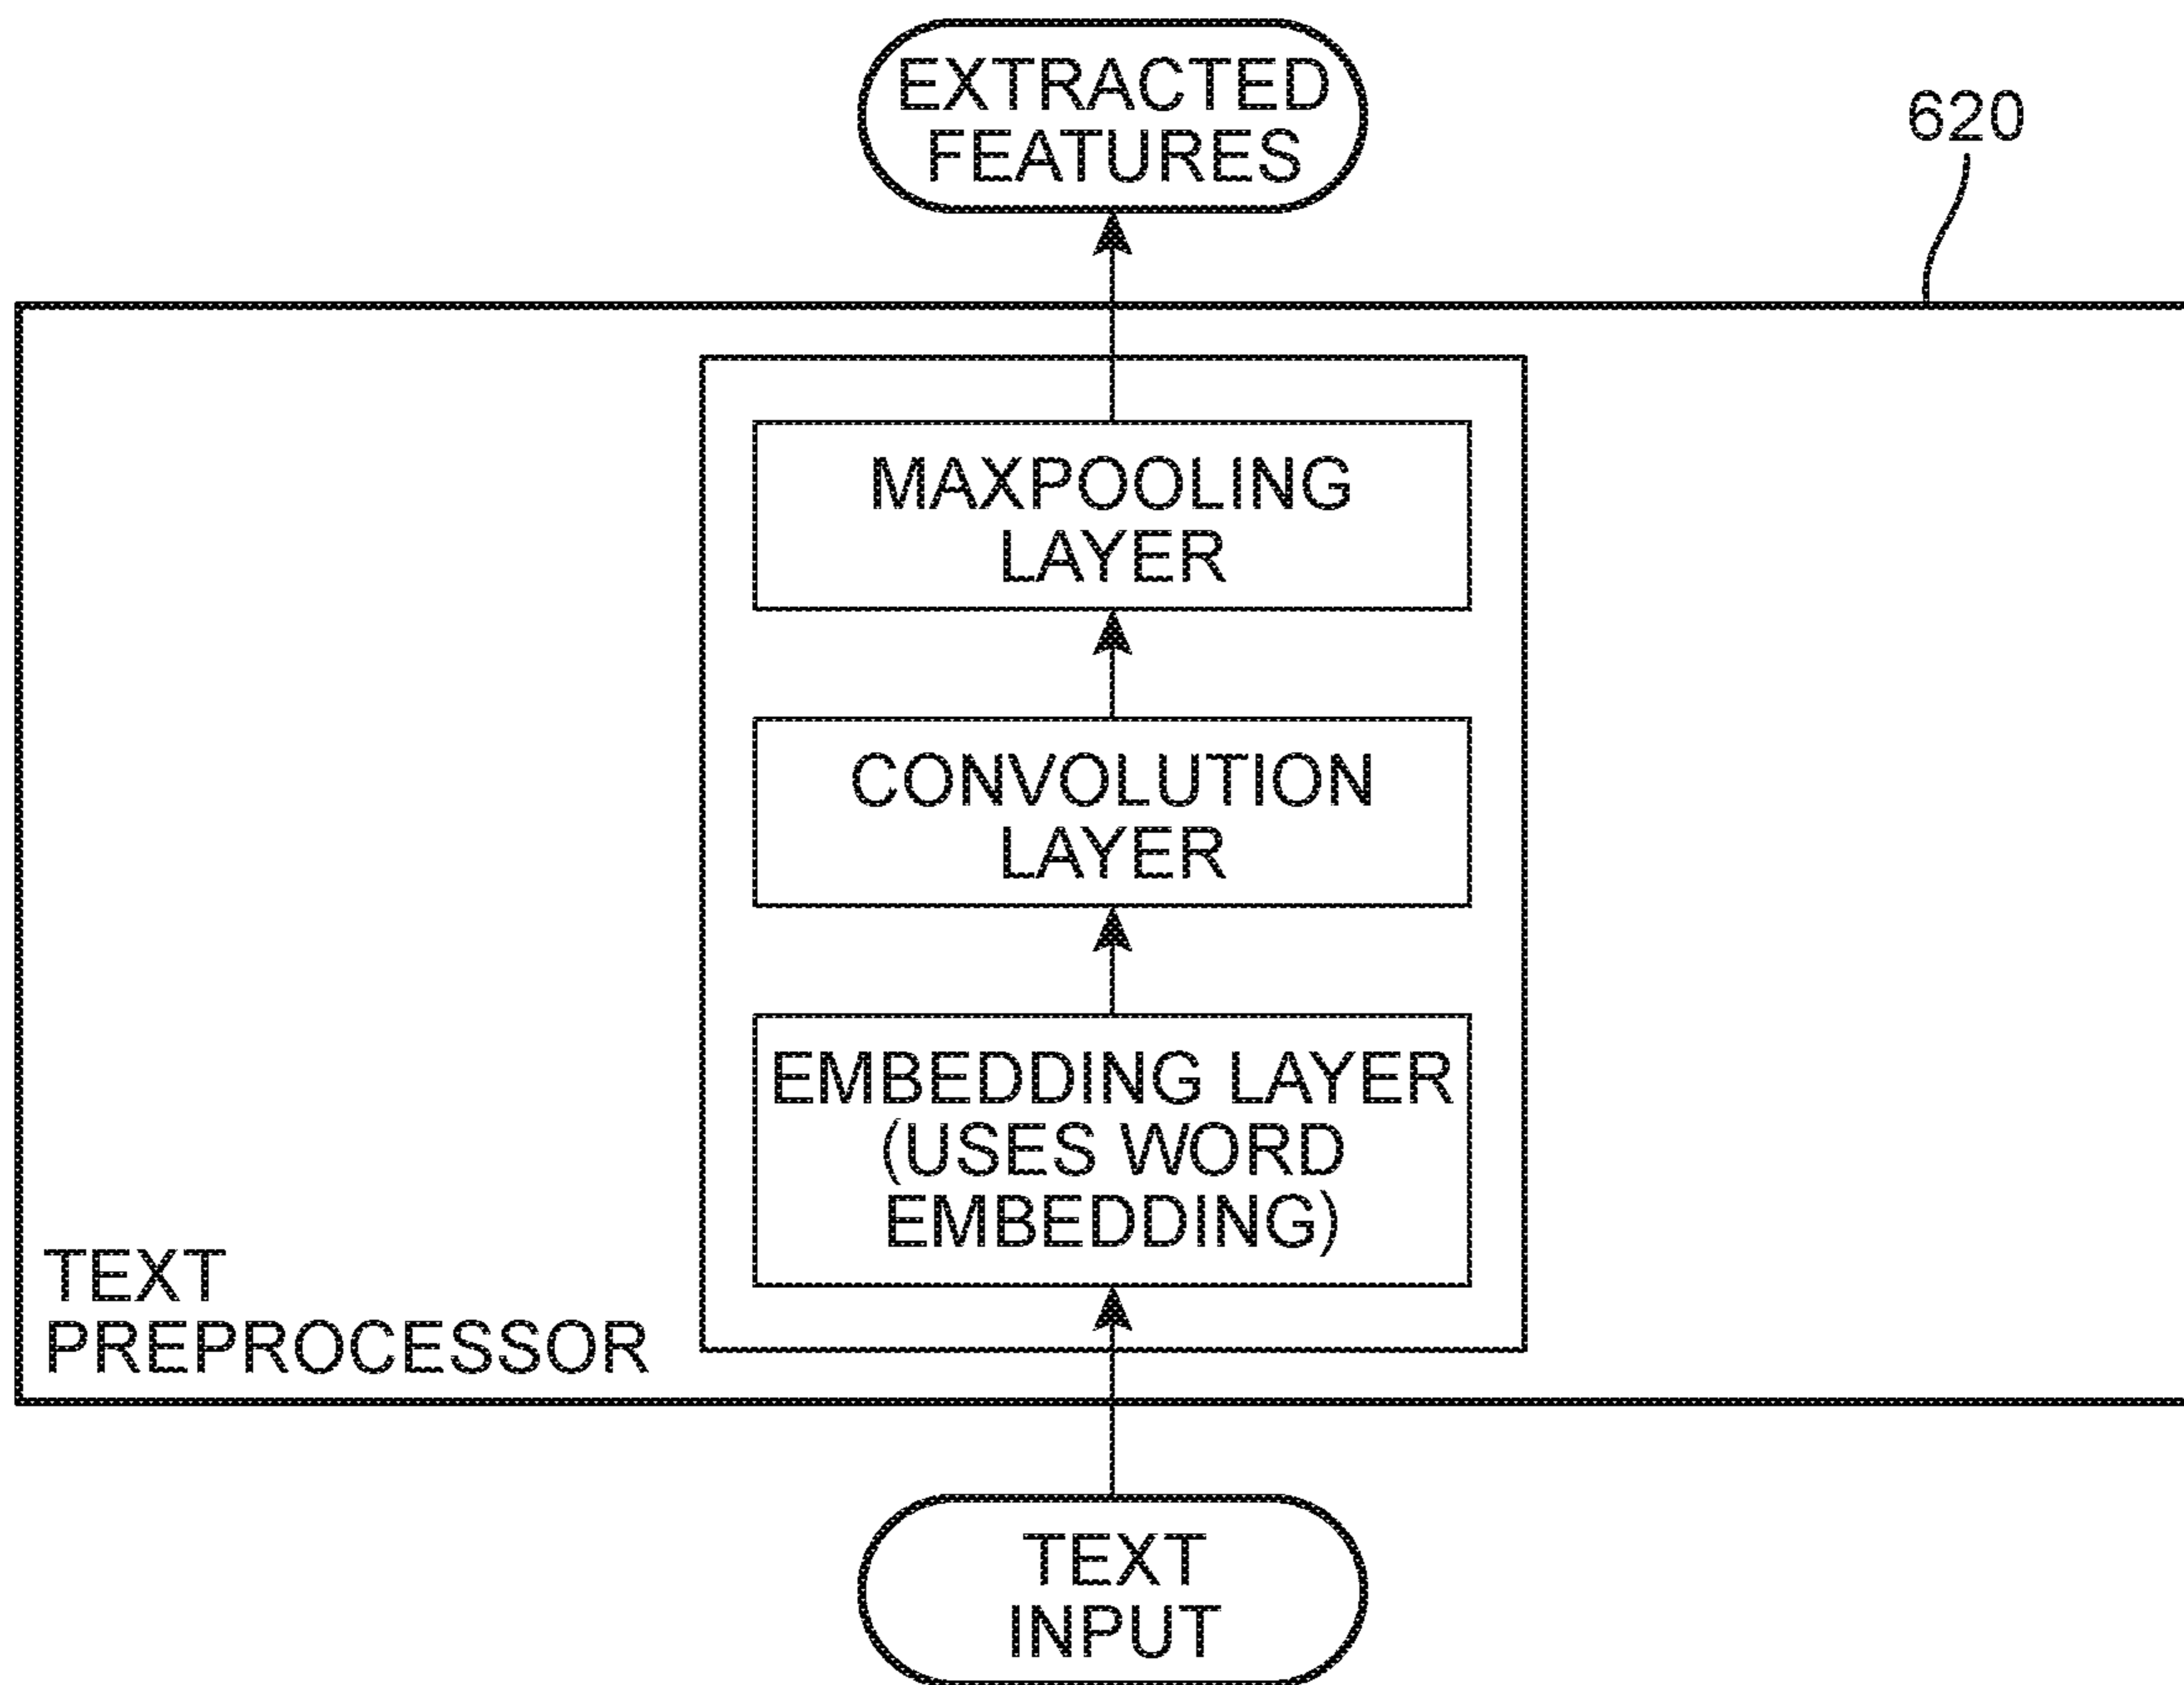 EXTRACTED
FEATURES
620
MAXPOOLING
LAYER
CONVOLUTION
LAYER
EMBEDDING LAYER
(USES WORD
EMBEDDING)
TEXT
PREPROCESSOR
TEXT
INPUT